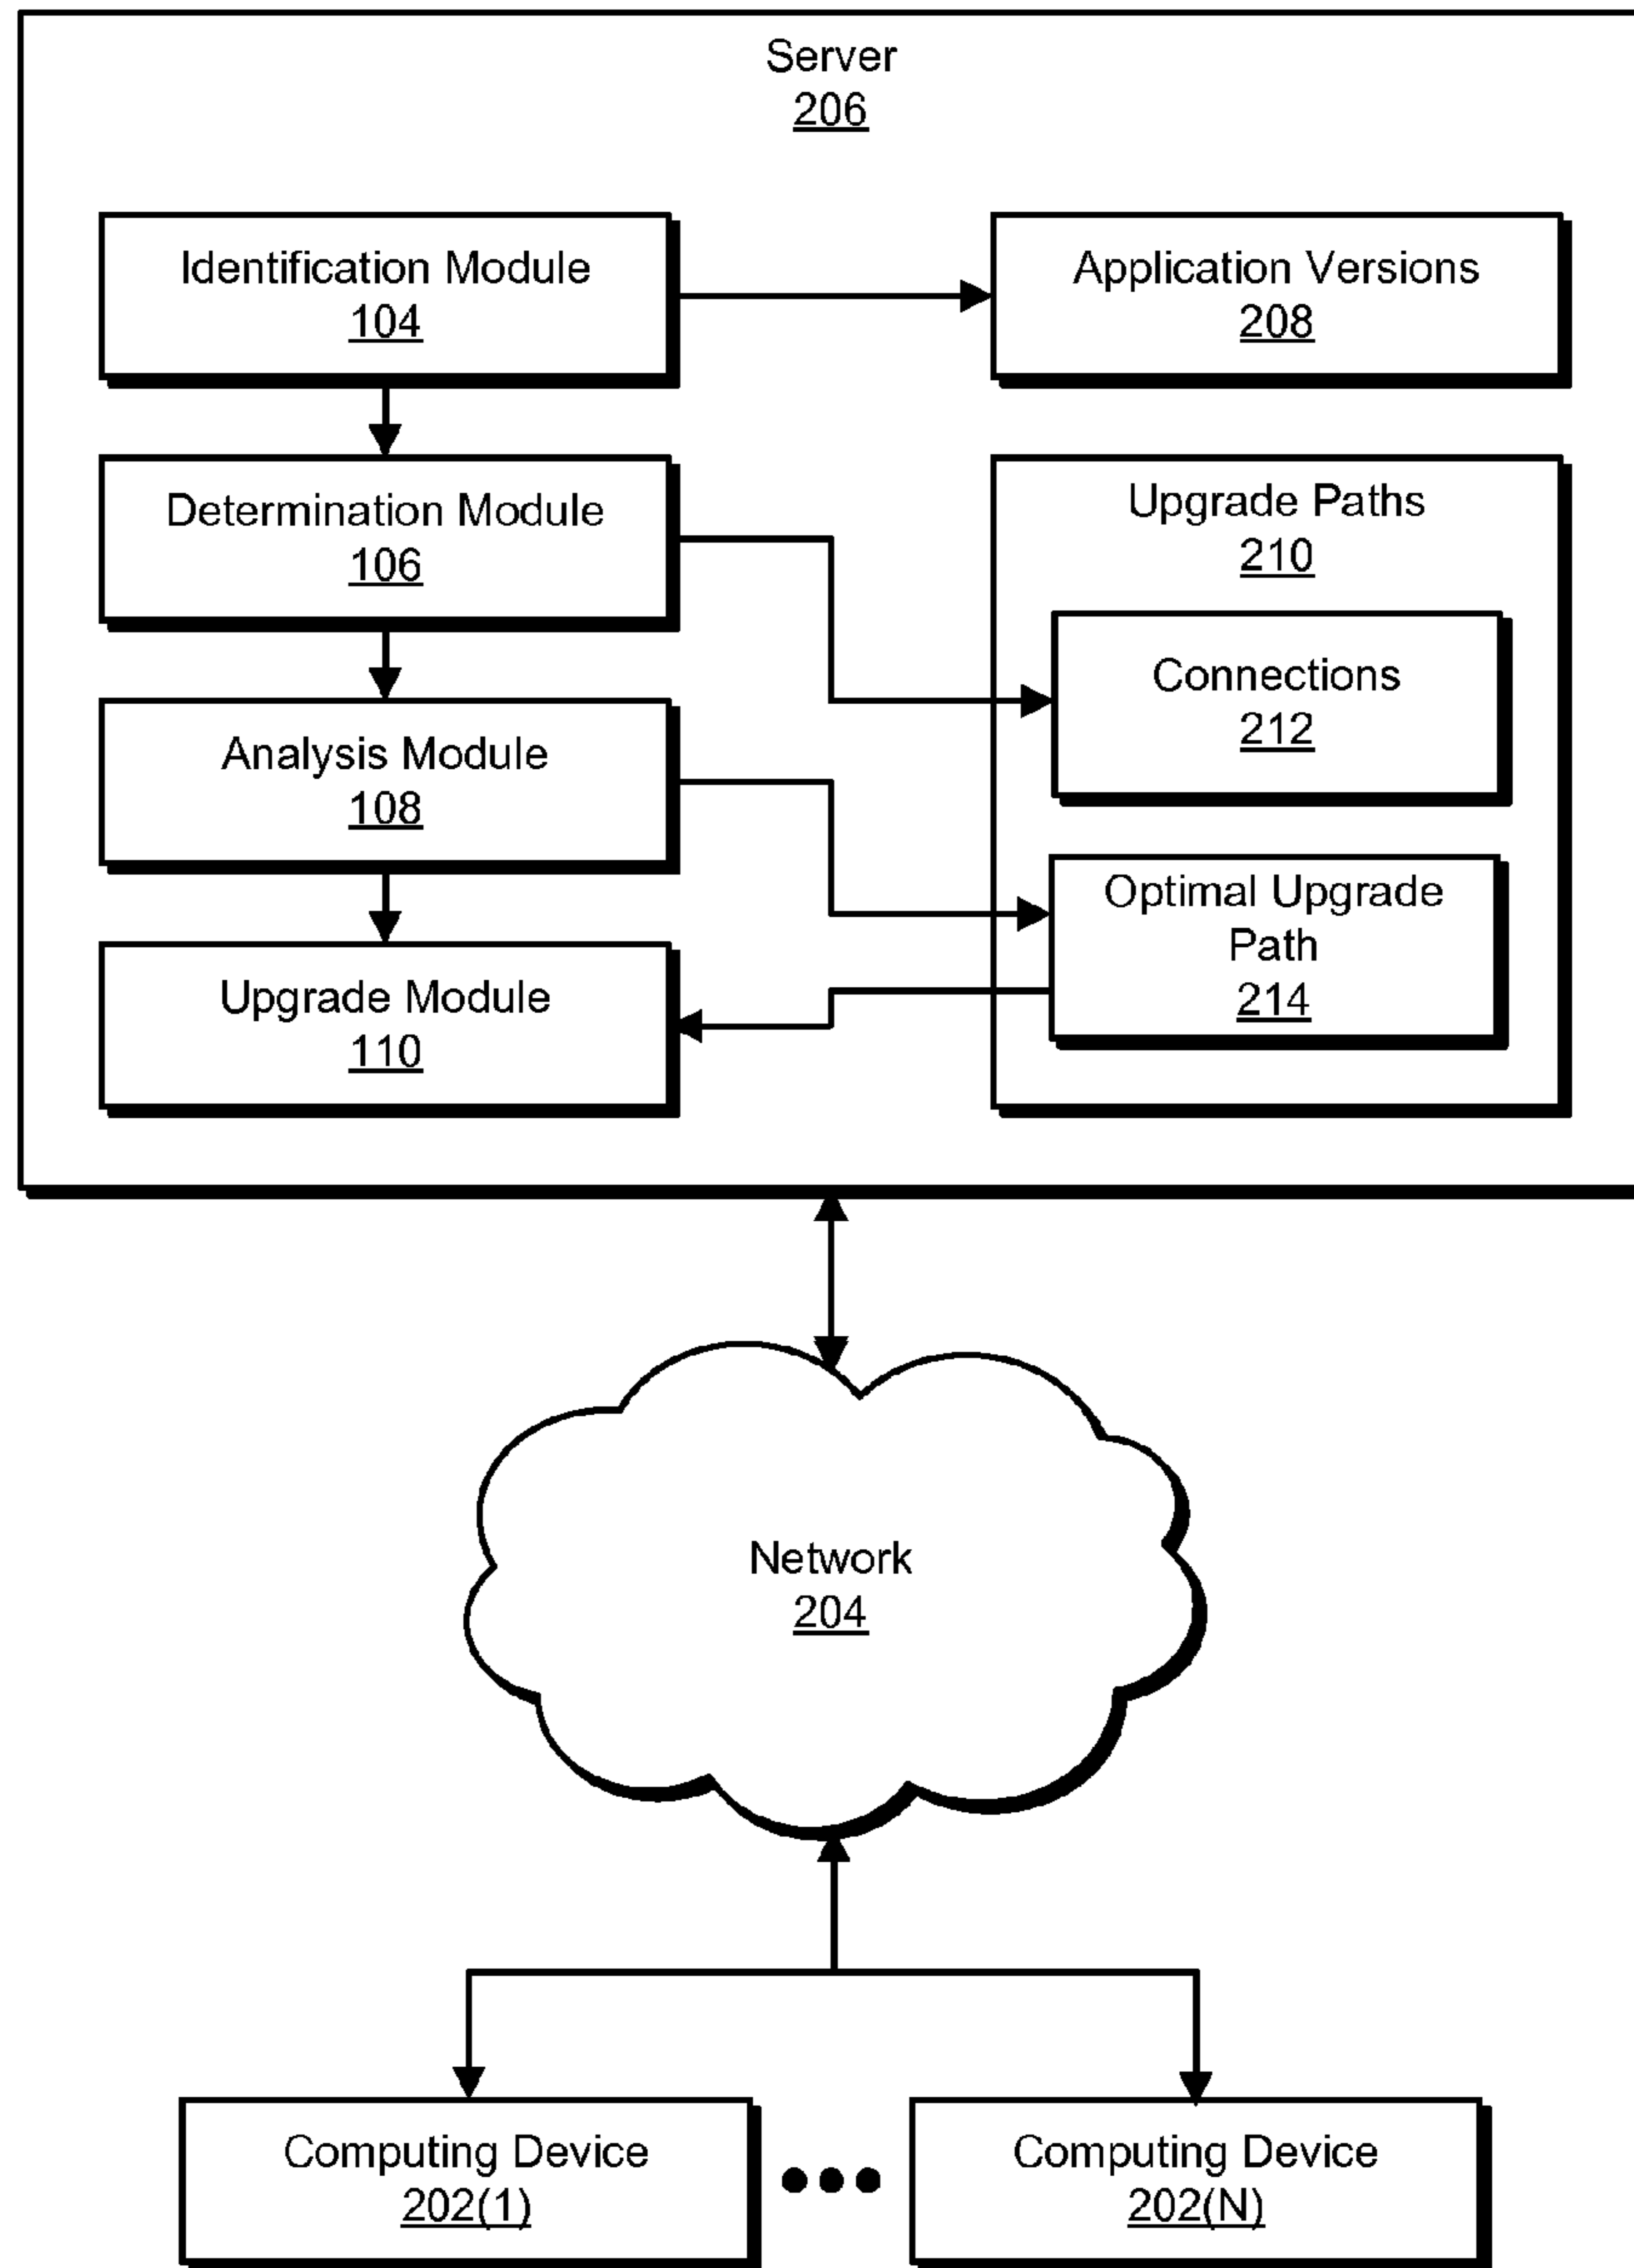 Server
206
Identification Module
104
Application Versions
208
Determination Module
106
Upgrade Paths
210
Connections
212
Analysis Module
108
Optimal Upgrade
Path
214
Upgrade Module
110
Network
204
Computing Device
202(1)
Computing Device
202(N)